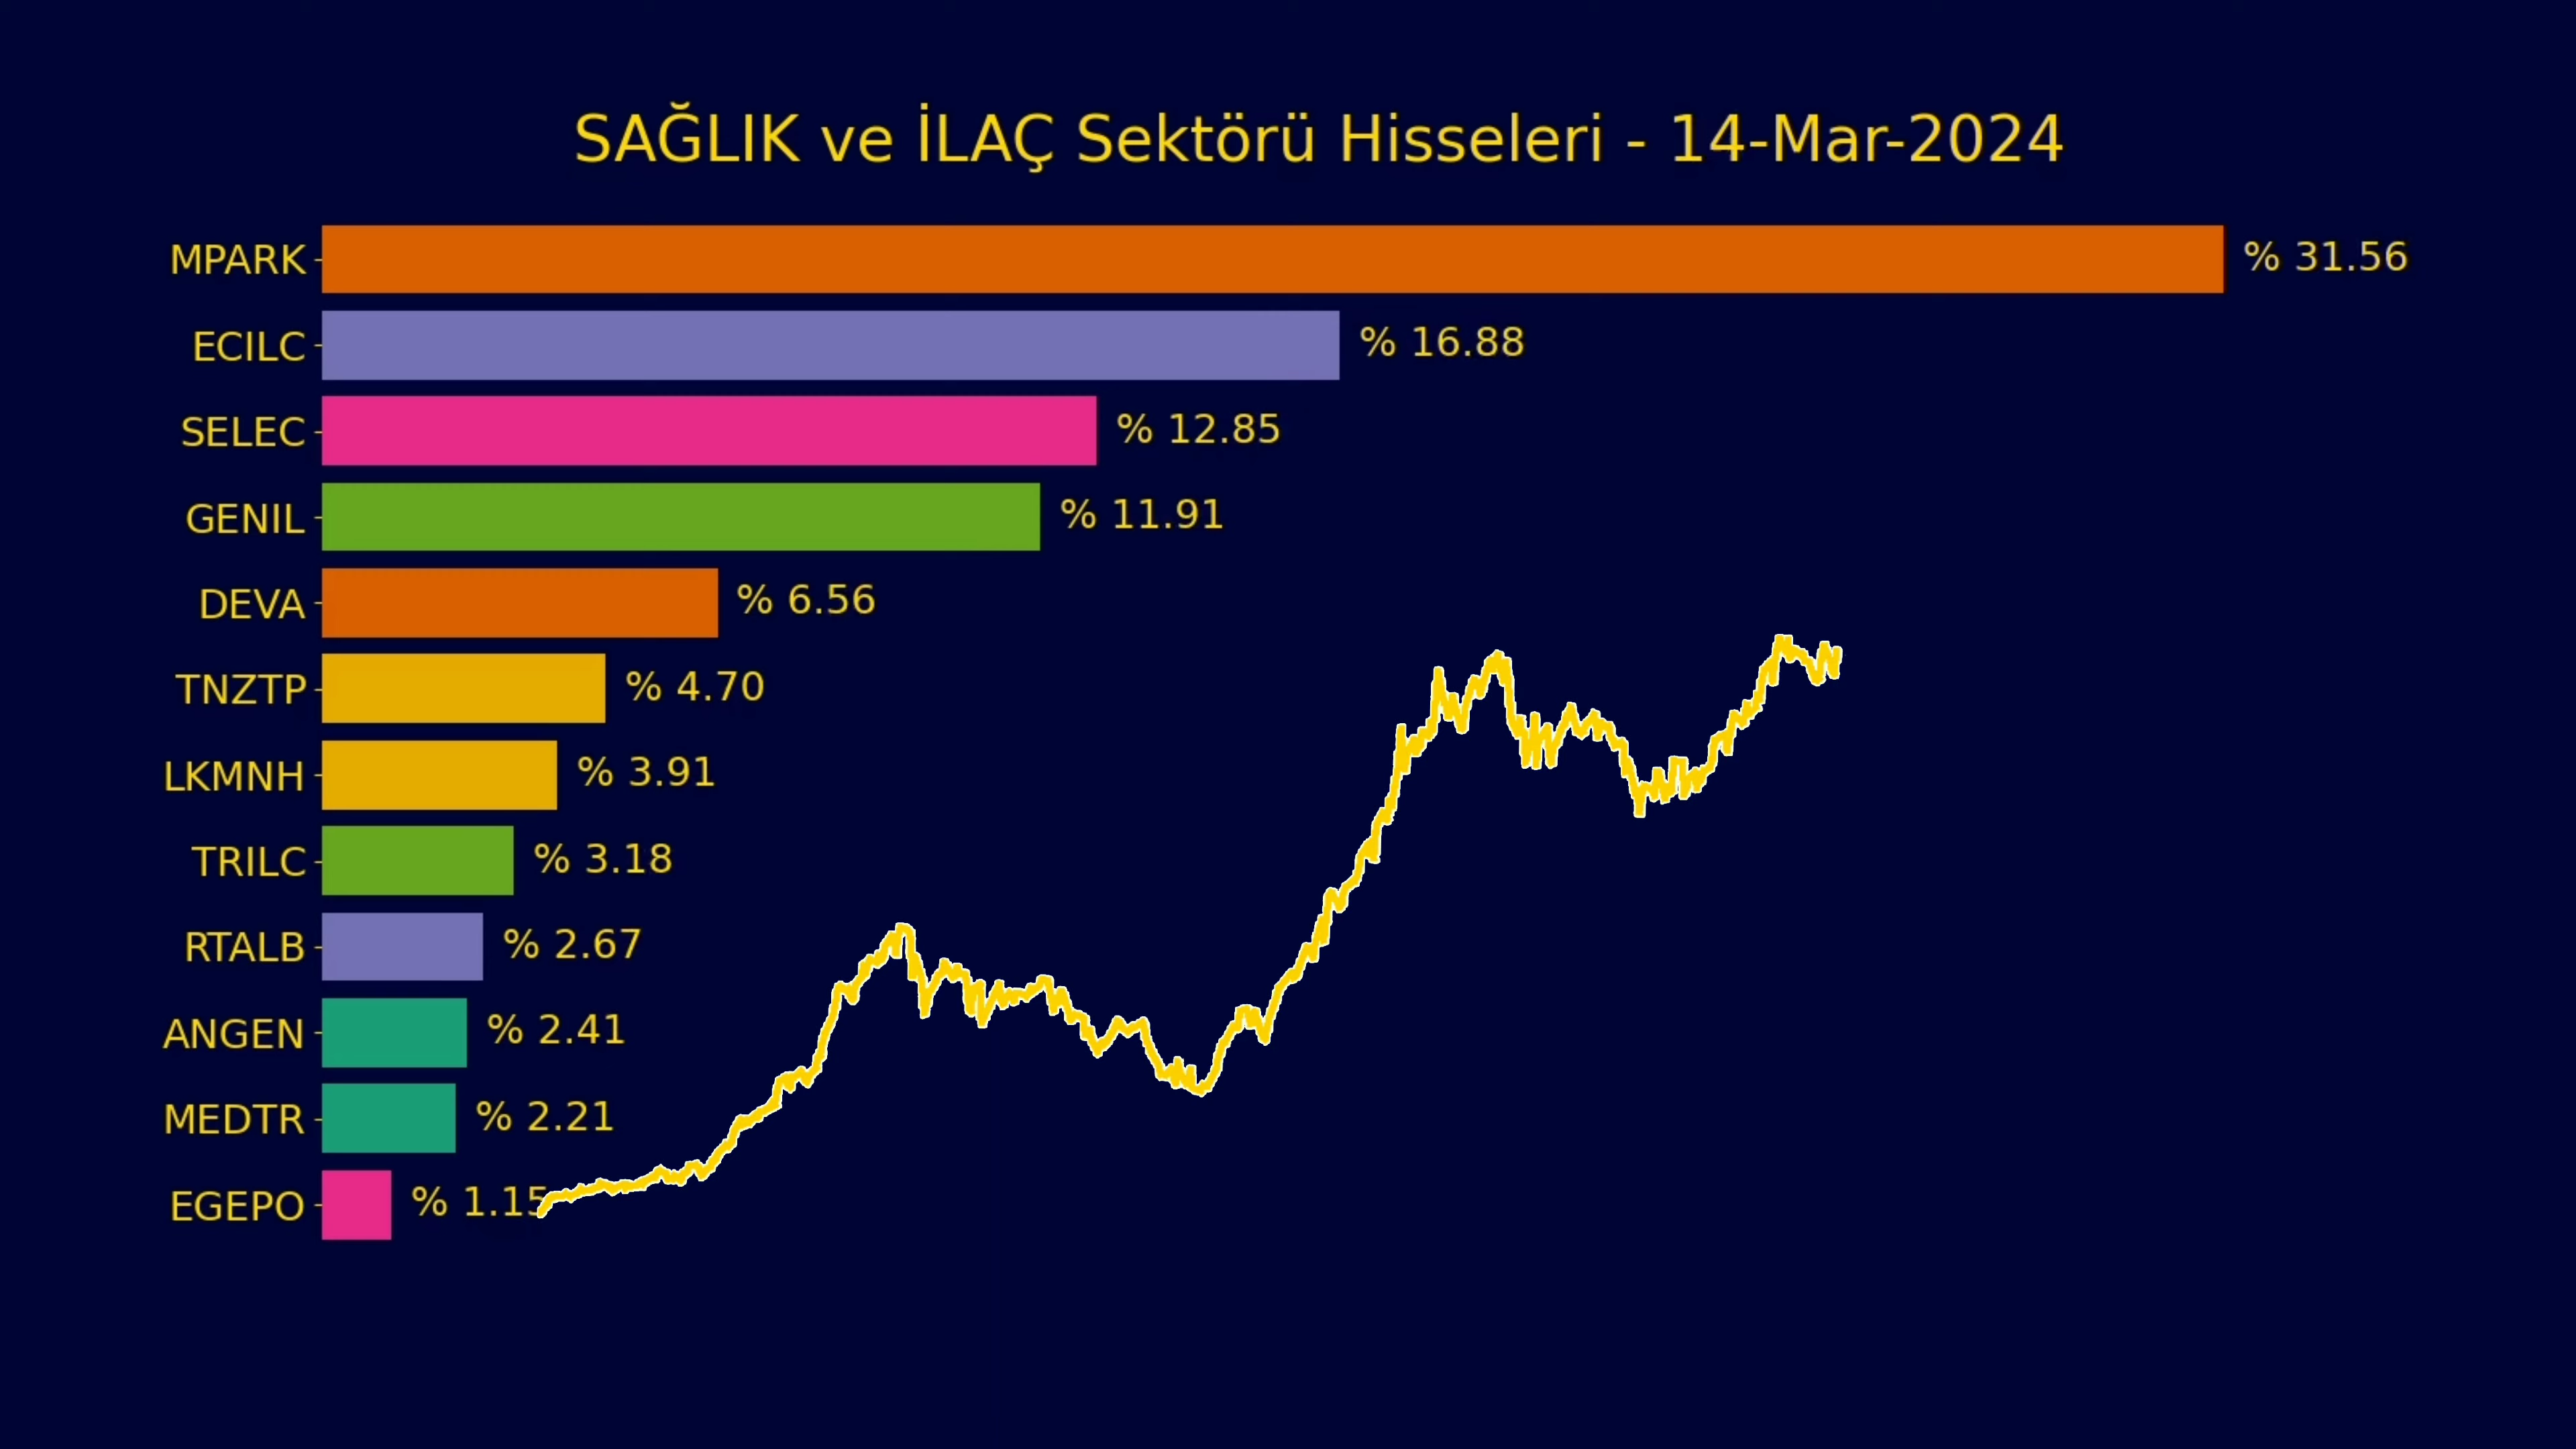 SAĞLIK ve İLAÇ Sektörü Hisseleri - 14-Mar-2024
MPARK % 31.56
ECILC % 16.88
SELEC % 12.85
GENIL % 11.91
DEVA % 6.56
TNZTP % 4.70
LKMNH % 3.91
TRILC % 3.18
RTALB % 2.67
ANGEN % 2.41
MEDTR % 2.21
EGEPO % 1.15